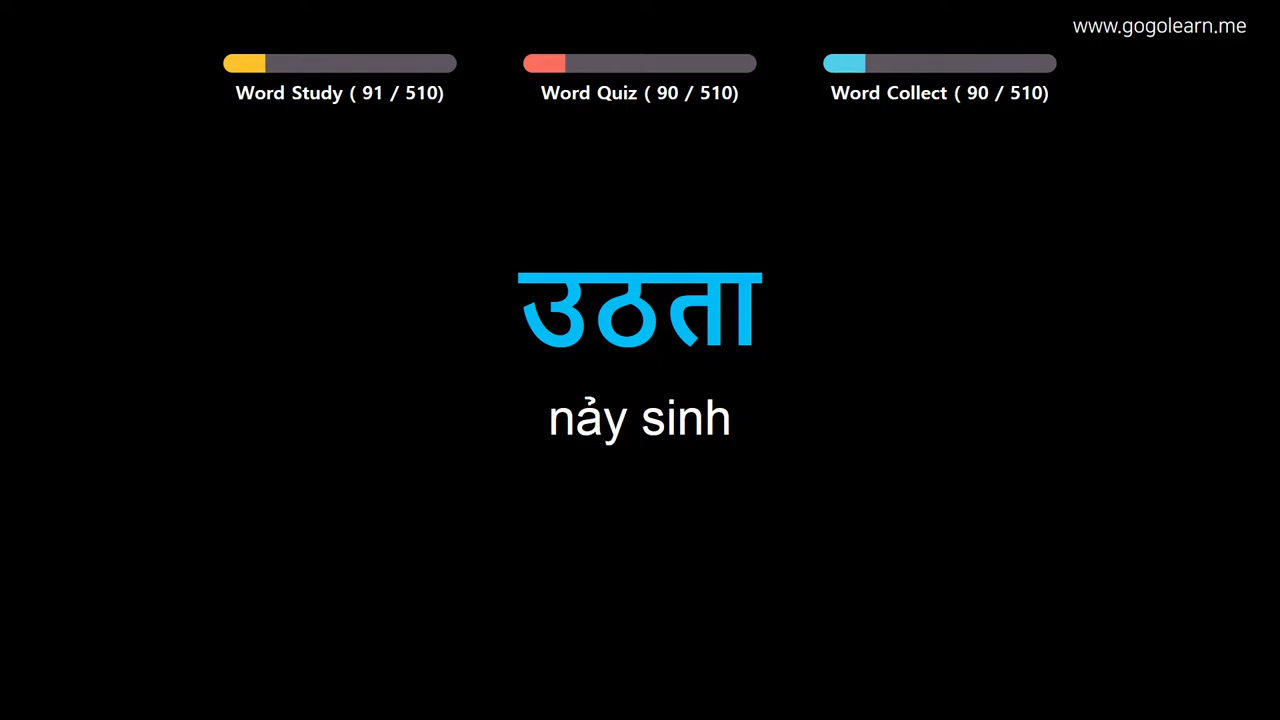 www.gogolearn.me
Word Study ( 91 / 510)
Word Quiz ( 90 / 510)
Word Collect ( 90 / 510)
उठता
nảy sinh